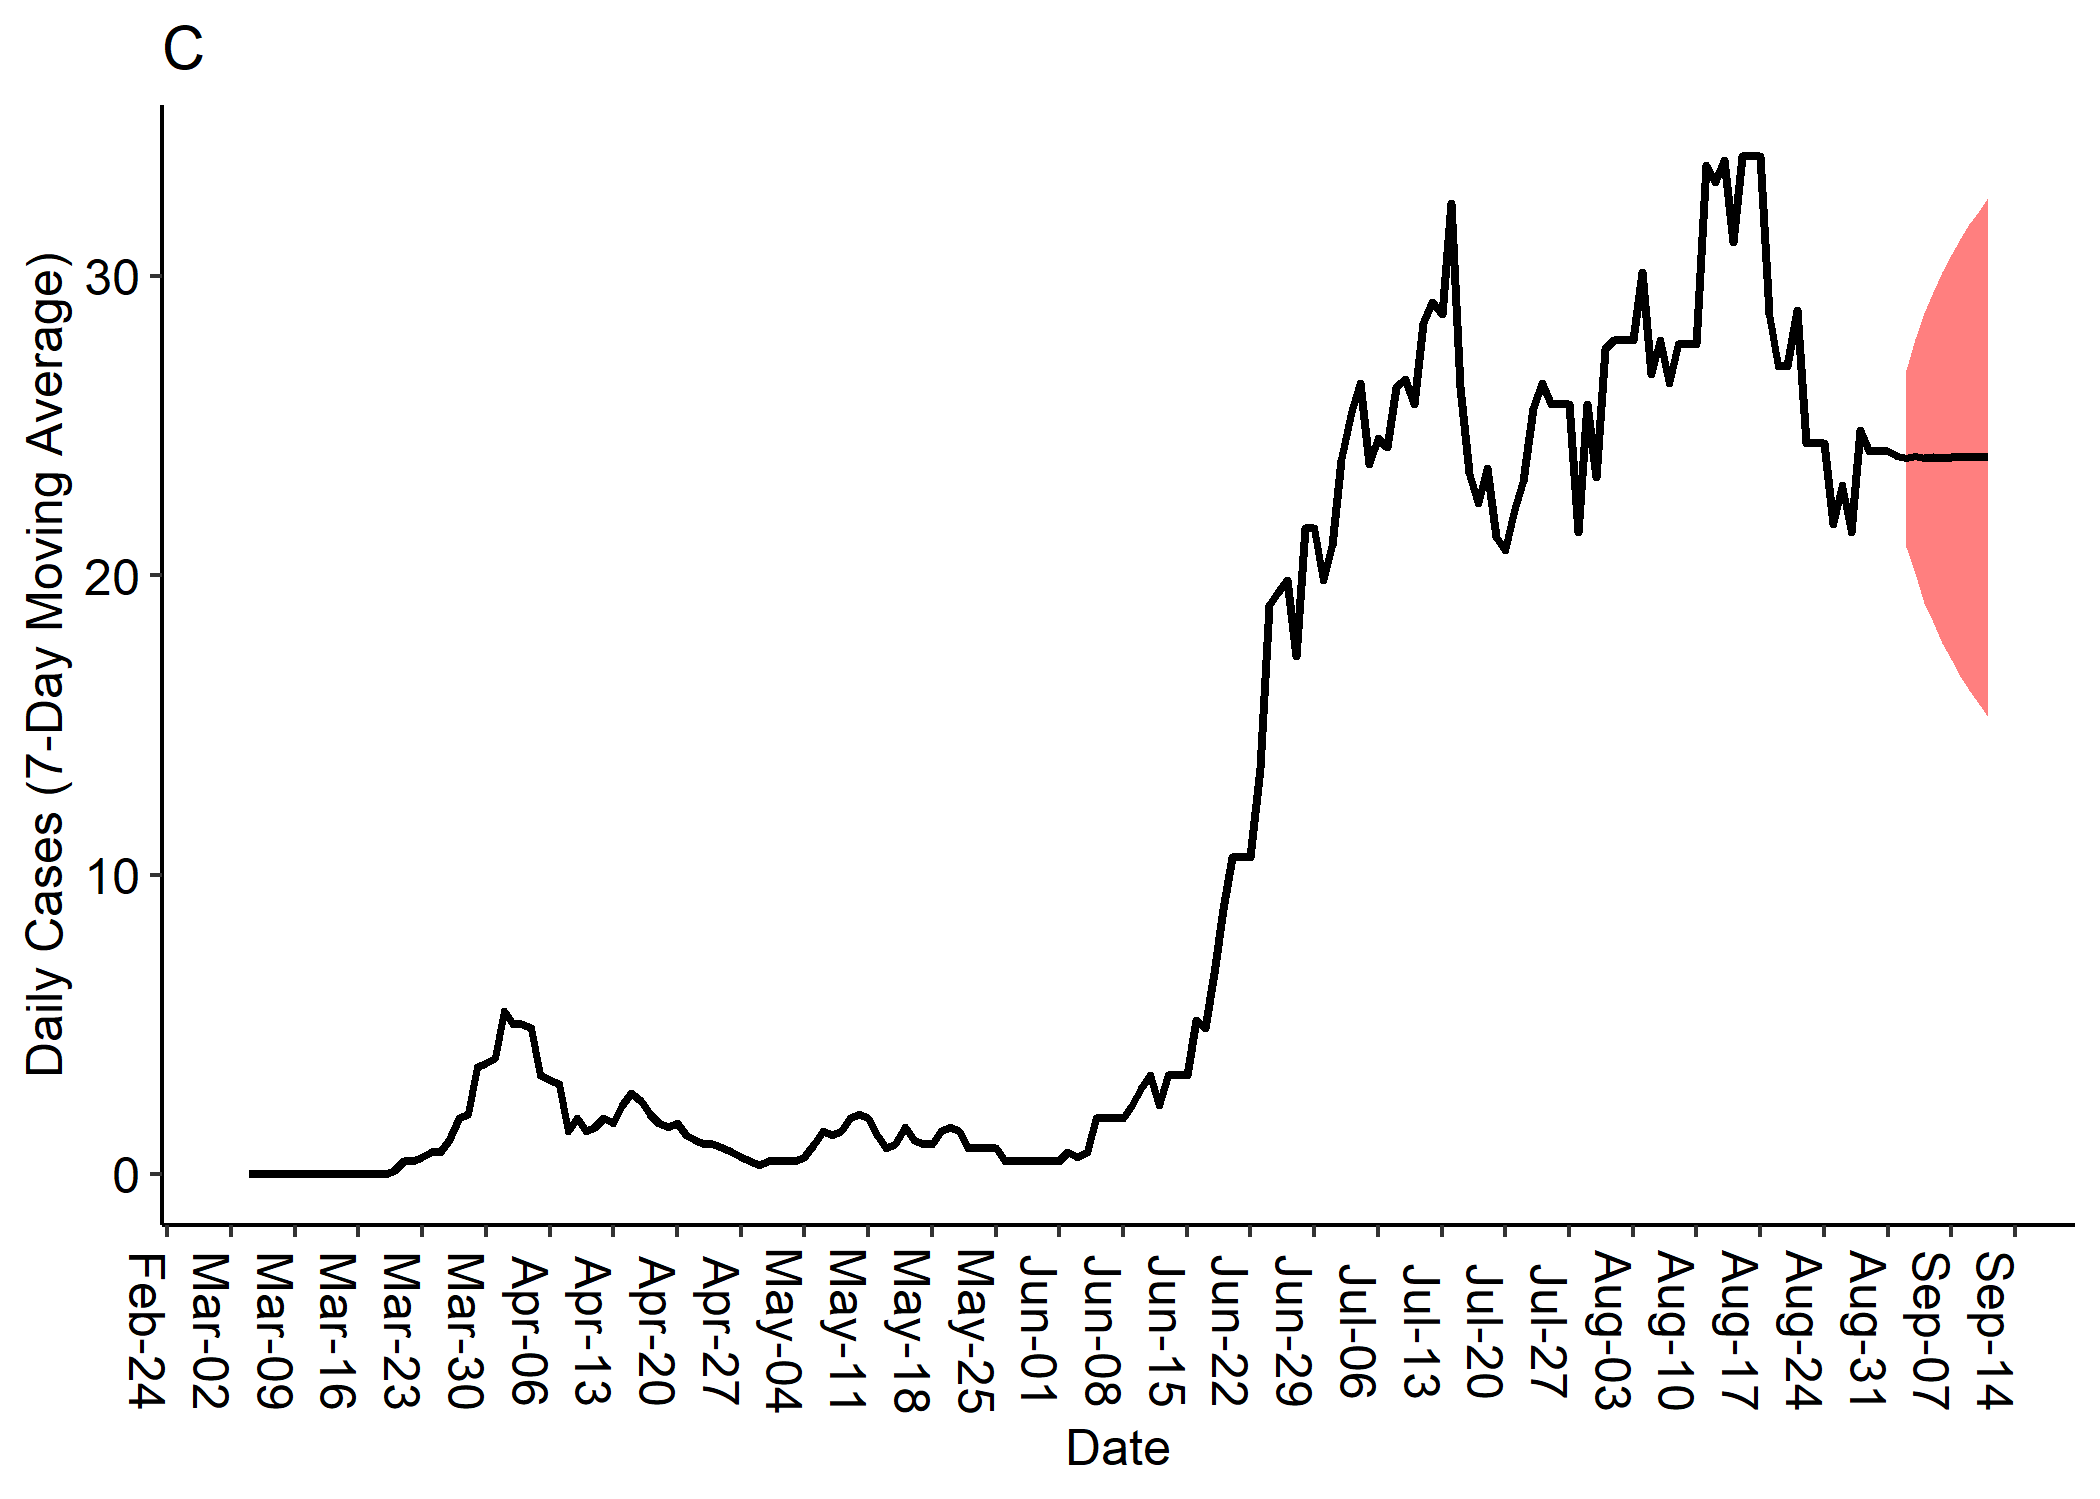 C
Daily Cases (7-Day Moving Average)
30
20
10
0
Feb-24
Mar-02
Mar-09
Mar-16
Mar-23
Mar-30
Apr-06
Apr-13
Apr-20
Apr-27
May-04
May-11
May-18
May-25
Jun-01
Jun-08
Jun-15
Jun-22
Jun-29
Jul-06
Jul-13
Jul-20
Jul-27
Aug-03
Aug-10
Aug-17
Aug-24
Aug-31
Sep-07
Sep-14
Date